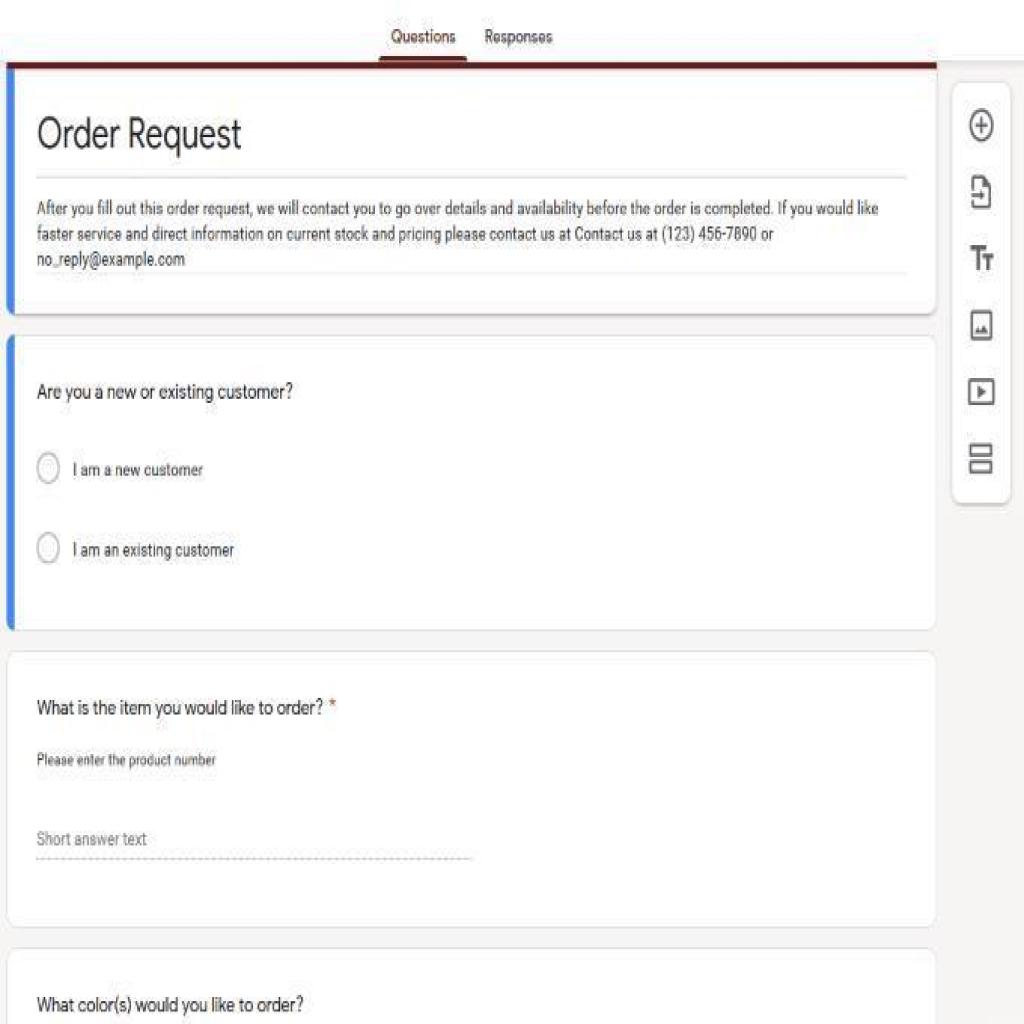 Questions Responses
Order Request
After you fill out this order request, we will contact you to go over details and availability before the order is completed. If you would like
faster service and direct information on current stock and pricing please contact us at Contact us at (123) 456-7890 or
no_reply@example.com
Are you a new or existing customer?
I am a new customer
I am an existing customer
What is the item you would like to order? *
Please enter the product number
Short answer text
What color(s) would you like to order?